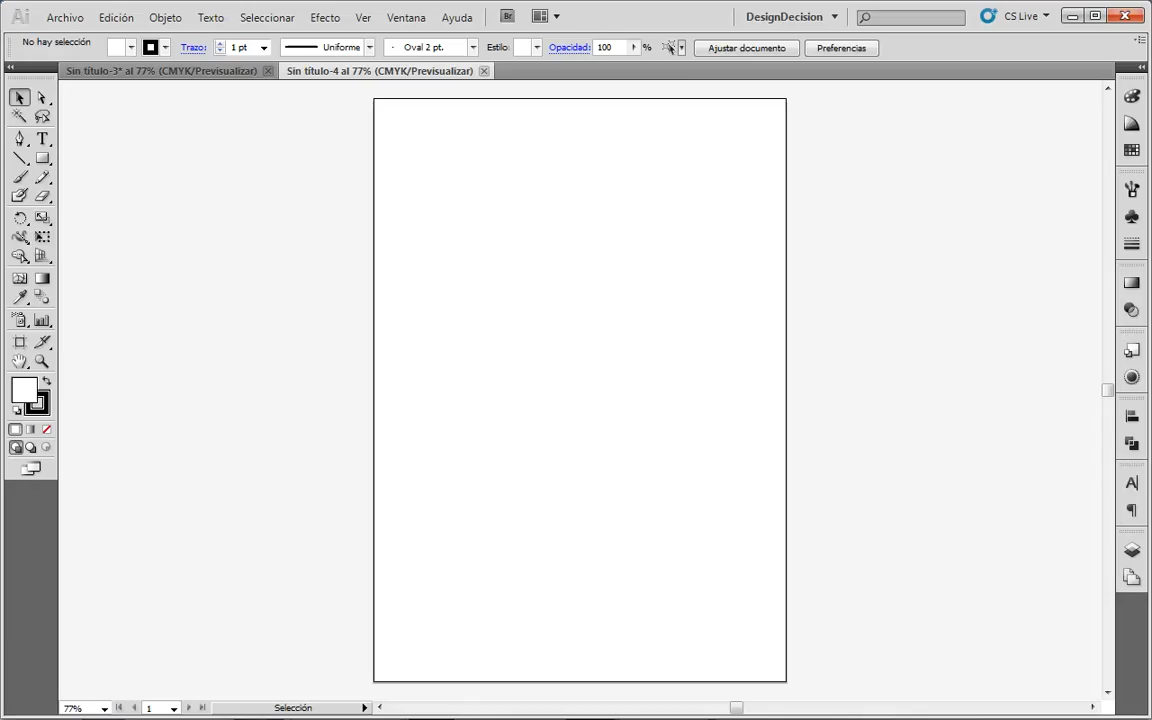 Ai Archivo Edición Objeto Texto Seleccionar Efecto Ver Ventana Ayuda Br DesignDecision CS Live
No hay selección Trazo: 1 pt Uniforme Oval 2 pt. Estilo: Opacidad: 100 % Ajustar documento Preferencias
Sin título-3* al 77% (CMYK/Previsualizar) Sin título-4 al 77% (CMYK/Previsualizar)
77% 1 Selección